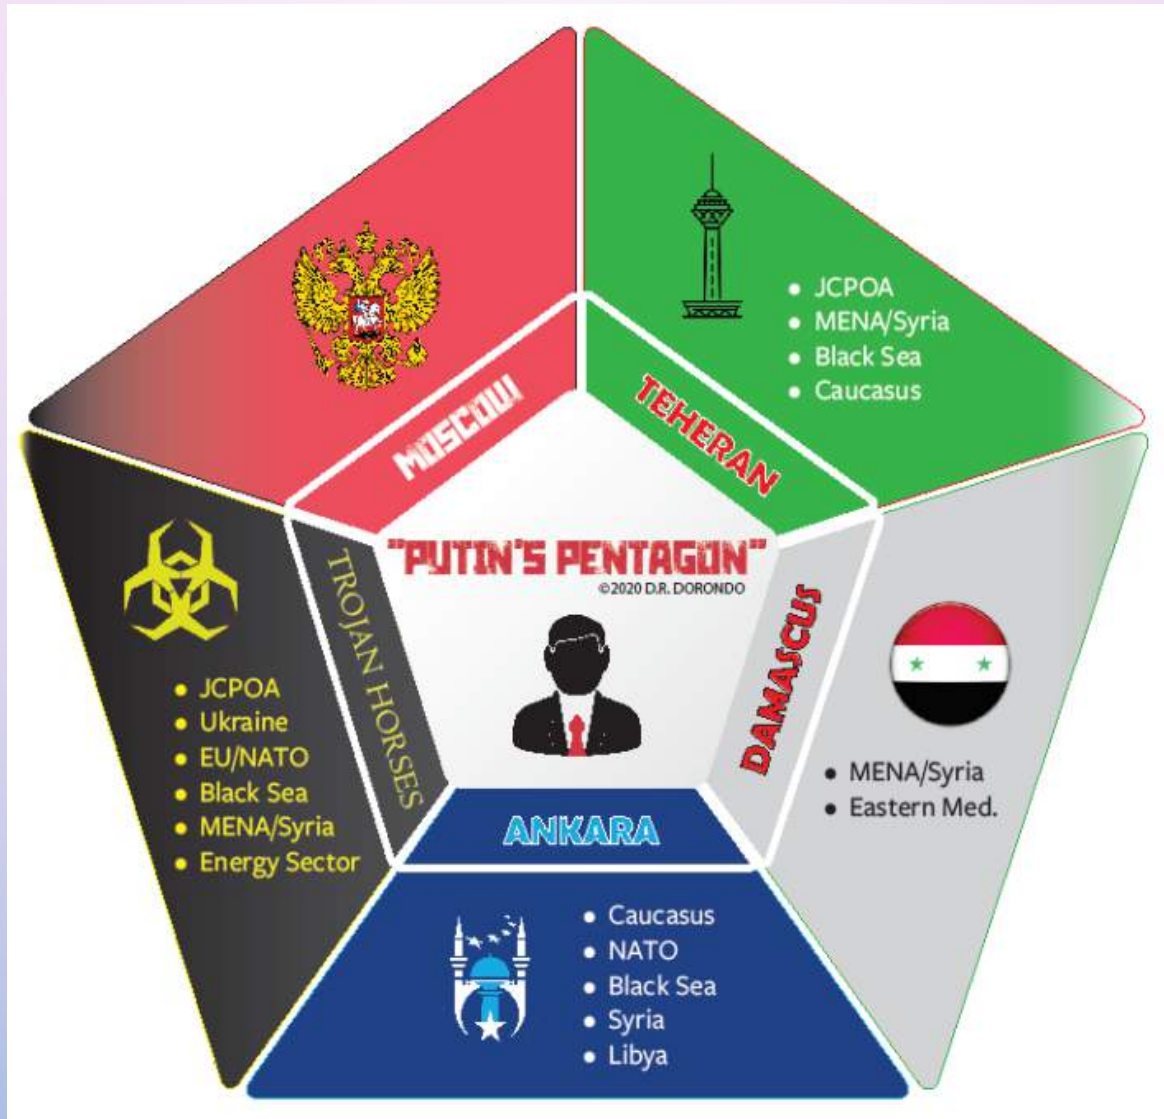 MOSCOW
TEHERAN
• JCPOA
• MENA/Syria
• Black Sea
• Caucasus
"PUTIN'S PENTAGON"
©2020 D.R. DORONDO
TROJAN HORSES
• JCPOA
• Ukraine
• EU/NATO
• Black Sea
• MENA/Syria
• Energy Sector
DAMASCUS
• MENA/Syria
• Eastern Med.
ANKARA
• Caucasus
• NATO
• Black Sea
• Syria
• Libya